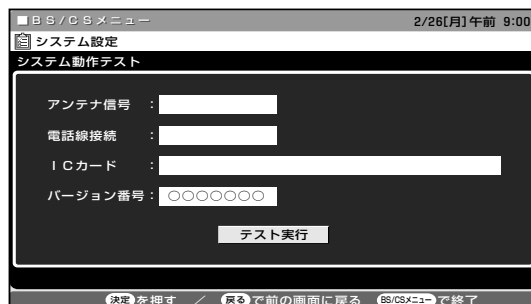 ■BS/CSメニュー 2/26[月]午前 9:00
システム設定
システム動作テスト
アンテナ信号 :
電話線接続 :
ICカード :
バージョン番号 : ○○○○○○○
テスト実行
決定を押す / 戻るで前の画面に戻る BS/CSメニューで終了